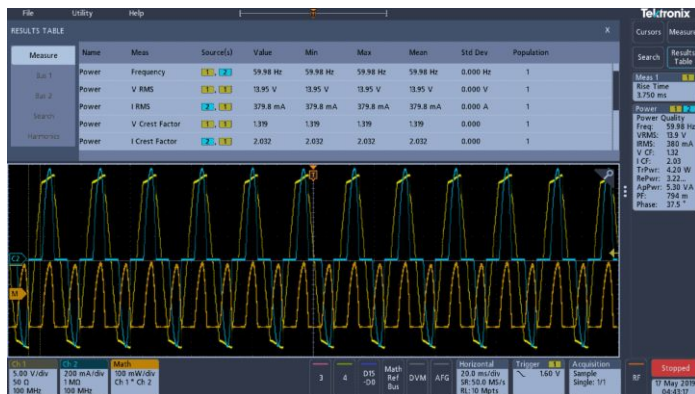 File Utility Help
Tektronix
RESULTS TABLE X
Cursors Measure
Search Results Table
Measure
Bus 1
Bus 2
Search
Harmonics
Name Meas Source(s) Value Min Max Mean Std Dev Population
Power Frequency 1, 2 59.98 Hz 59.98 Hz 59.98 Hz 59.98 Hz 0.000 Hz 1
Power V RMS 1, 1 13.95 V 13.95 V 13.95 V 13.95 V 0.000 V 1
Power I RMS 2, 1 379.8 mA 379.8 mA 379.8 mA 379.8 mA 0.000 A 1
Power V Crest Factor 1, 1 1.319 1.319 1.319 1.319 0.000 1
Power I Crest Factor 2, 1 2.032 2.032 2.032 2.032 0.000 1
Meas 1 1
Rise Time
3.750 ms
Power 1 2
Power Quality
Freq: 59.98 Hz
VRMS: 13.9 V
IRMS: 380 mA
V CF: 1.32
I CF: 2.03
TrPwr: 4.20 W
RePwr: 3.22...
ApPwr: 5.30 VA
PF: 794 m
Phase: 37.5 °
C2
M
Ch 1
5.00 V/div
50 Ω
100 MHz
Ch 2
200 mA/div
1 MΩ
100 MHz
Math
100 mW/div
Ch 1 * Ch 2
3
4
D15
-D0
Math
Ref
Bus
DVM
AFG
Horizontal
20.0 ms/div
SR: 50.0 MS/s
RL: 10 Mpts
Trigger 1
1.60 V
Acquisition
Sample
Single: 1/1
RF
Stopped
17 May 2019
04:43:17